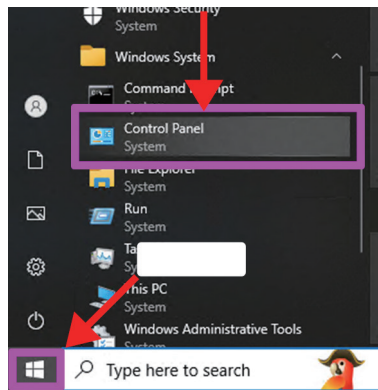 Windows Security
System
Windows System
Command
System
Control Panel
System
File Explorer
System
Run
System
System
This PC
System
Windows Administrative Tools
System
Type here to search